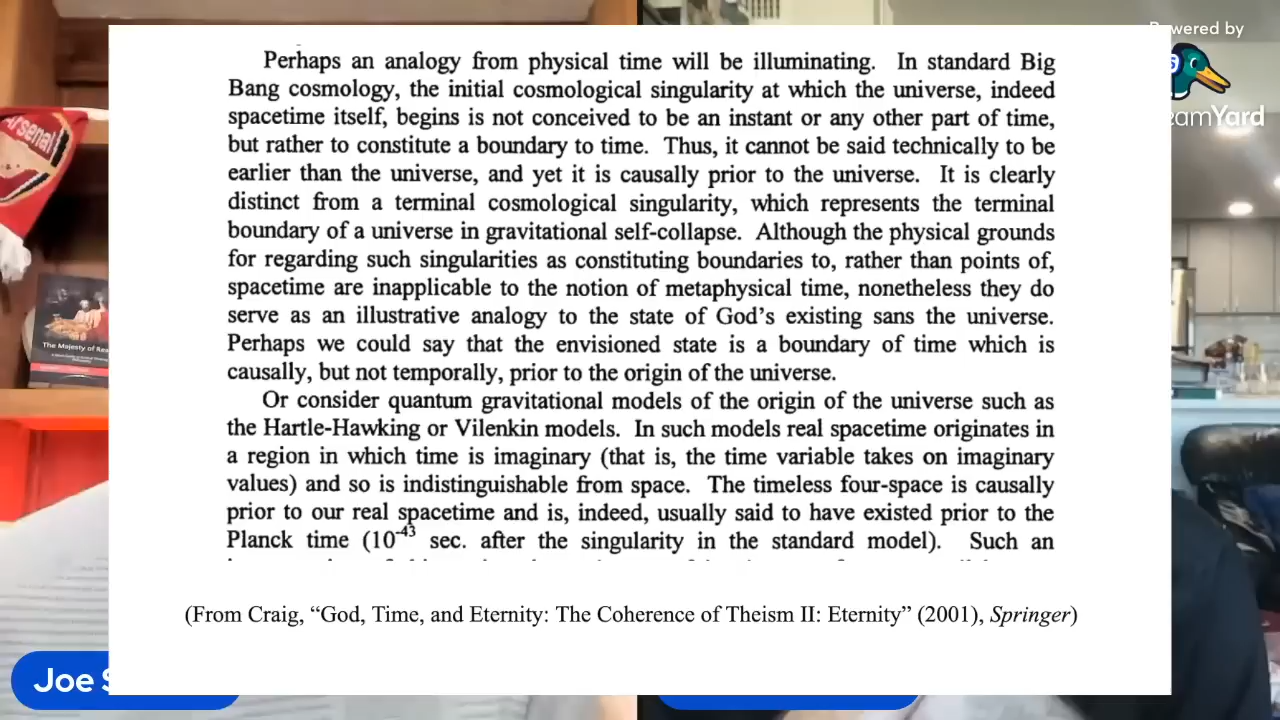 Powered by
eamYard
Arsenal
The Majesty of Rea
Perhaps an analogy from physical time will be illuminating. In standard Big
Bang cosmology, the initial cosmological singularity at which the universe, indeed
spacetime itself, begins is not conceived to be an instant or any other part of time,
but rather to constitute a boundary to time. Thus, it cannot be said technically to be
earlier than the universe, and yet it is causally prior to the universe. It is clearly
distinct from a terminal cosmological singularity, which represents the terminal
boundary of a universe in gravitational self-collapse. Although the physical grounds
for regarding such singularities as constituting boundaries to, rather than points of,
spacetime are inapplicable to the notion of metaphysical time, nonetheless they do
serve as an illustrative analogy to the state of God's existing sans the universe.
Perhaps we could say that the envisioned state is a boundary of time which is
causally, but not temporally, prior to the origin of the universe.
Or consider quantum gravitational models of the origin of the universe such as
the Hartle-Hawking or Vilenkin models. In such models real spacetime originates in
a region in which time is imaginary (that is, the time variable takes on imaginary
values) and so is indistinguishable from space. The timeless four-space is causally
prior to our real spacetime and is, indeed, usually said to have existed prior to the
Planck time (10⁻⁴³ sec. after the singularity in the standard model). Such an
(From Craig, “God, Time, and Eternity: The Coherence of Theism II: Eternity” (2001), Springer)
Joe S